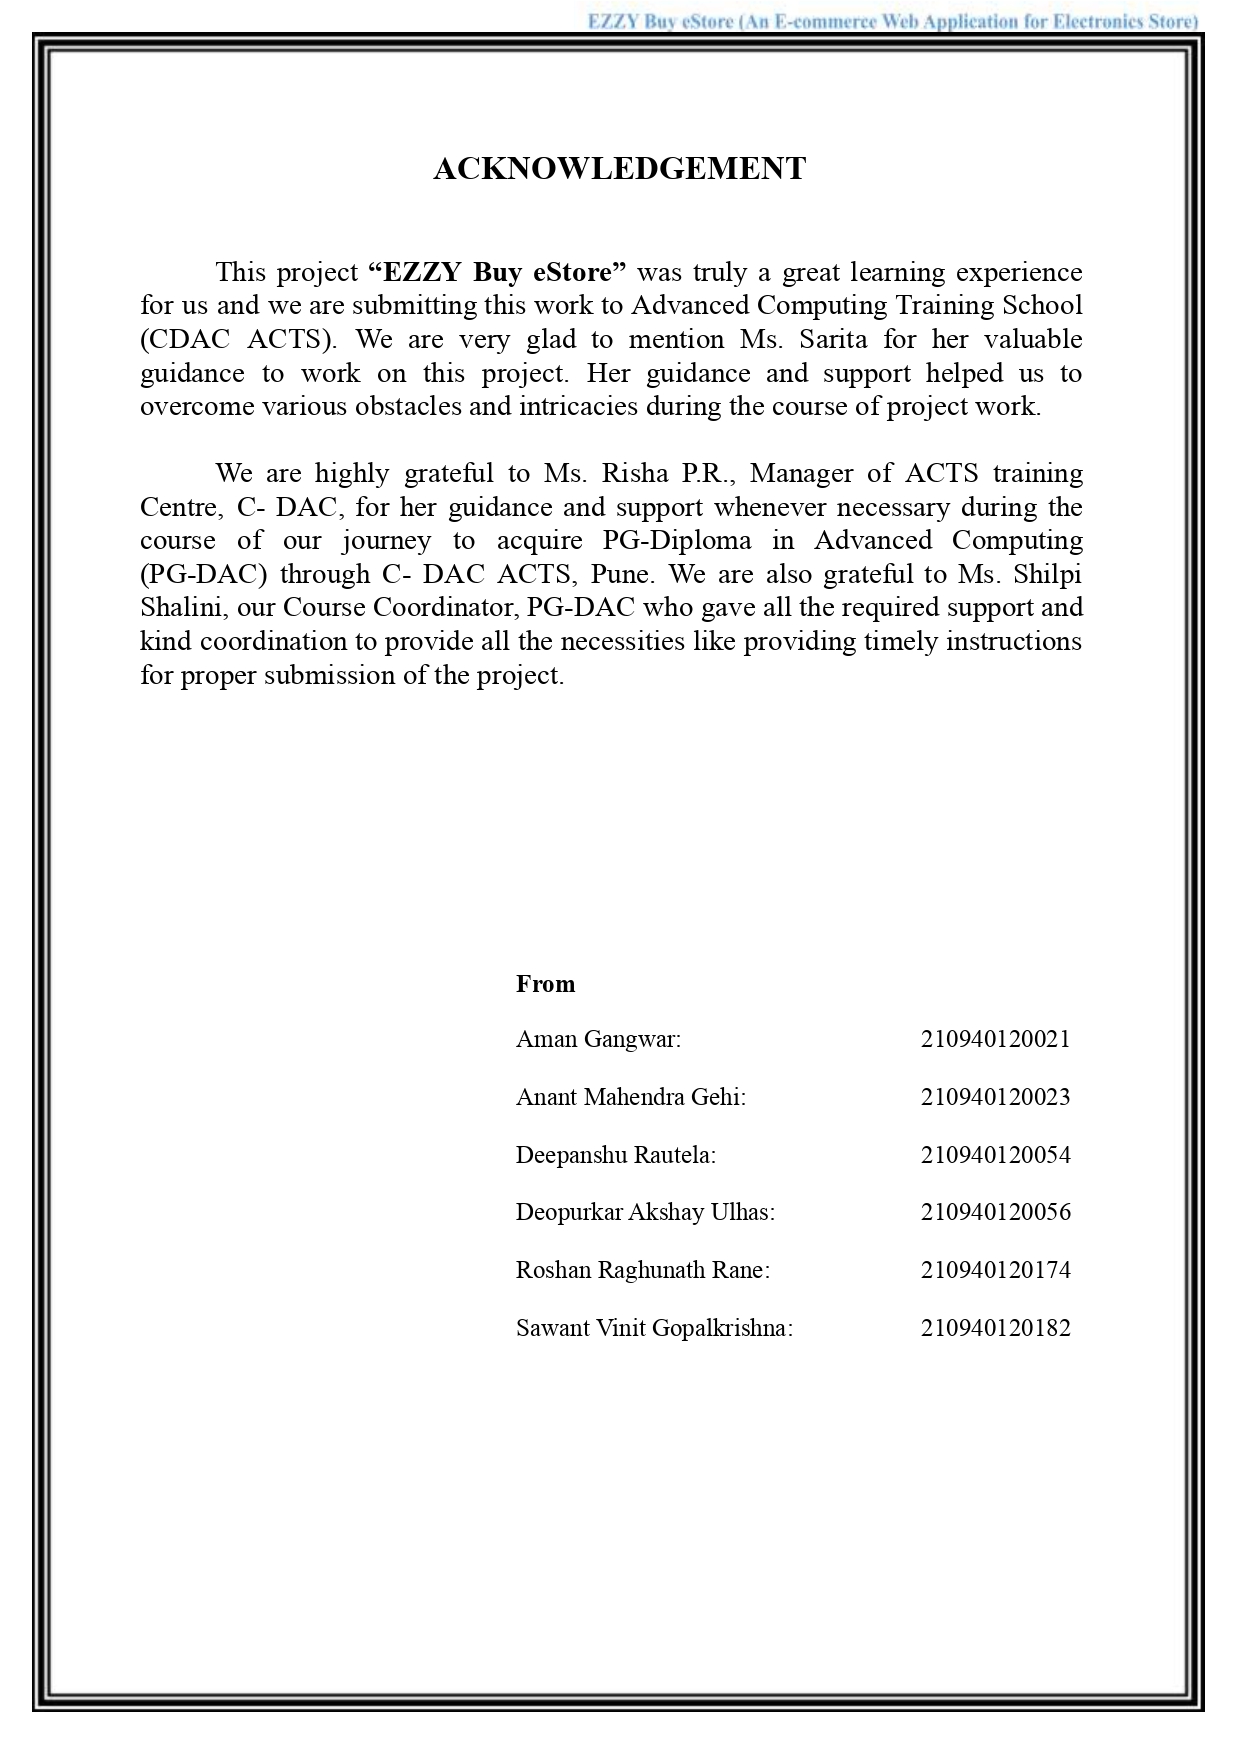 EZZY Buy eStore (An E-commerce Web Application for Electronics Store)
ACKNOWLEDGEMENT
This project “EZZY Buy eStore” was truly a great learning experience
for us and we are submitting this work to Advanced Computing Training School
(CDAC ACTS). We are very glad to mention Ms. Sarita for her valuable
guidance to work on this project. Her guidance and support helped us to
overcome various obstacles and intricacies during the course of project work.
We are highly grateful to Ms. Risha P.R., Manager of ACTS training
Centre, C- DAC, for her guidance and support whenever necessary during the
course of our journey to acquire PG-Diploma in Advanced Computing
(PG-DAC) through C- DAC ACTS, Pune. We are also grateful to Ms. Shilpi
Shalini, our Course Coordinator, PG-DAC who gave all the required support and
kind coordination to provide all the necessities like providing timely instructions
for proper submission of the project.
From
Aman Gangwar: 210940120021
Anant Mahendra Gehi: 210940120023
Deepanshu Rautela: 210940120054
Deopurkar Akshay Ulhas: 210940120056
Roshan Raghunath Rane: 210940120174
Sawant Vinit Gopalkrishna: 210940120182